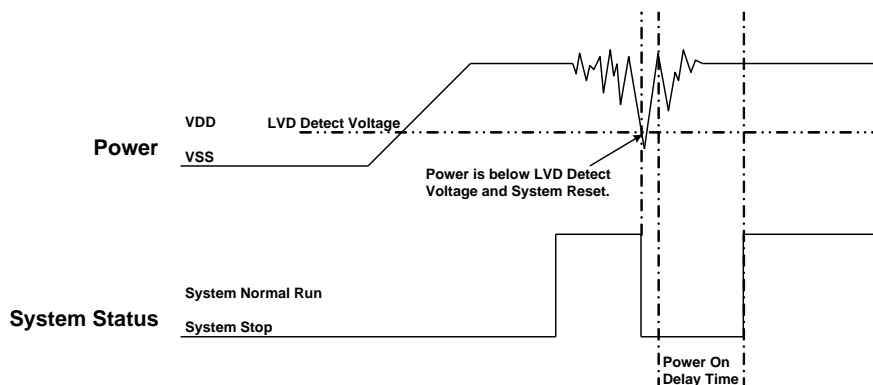 VDD
LVD Detect Voltage
Power
VSS
Power is below LVD Detect
Voltage and System Reset.
System Normal Run
System Status
System Stop
Power On
Delay Time